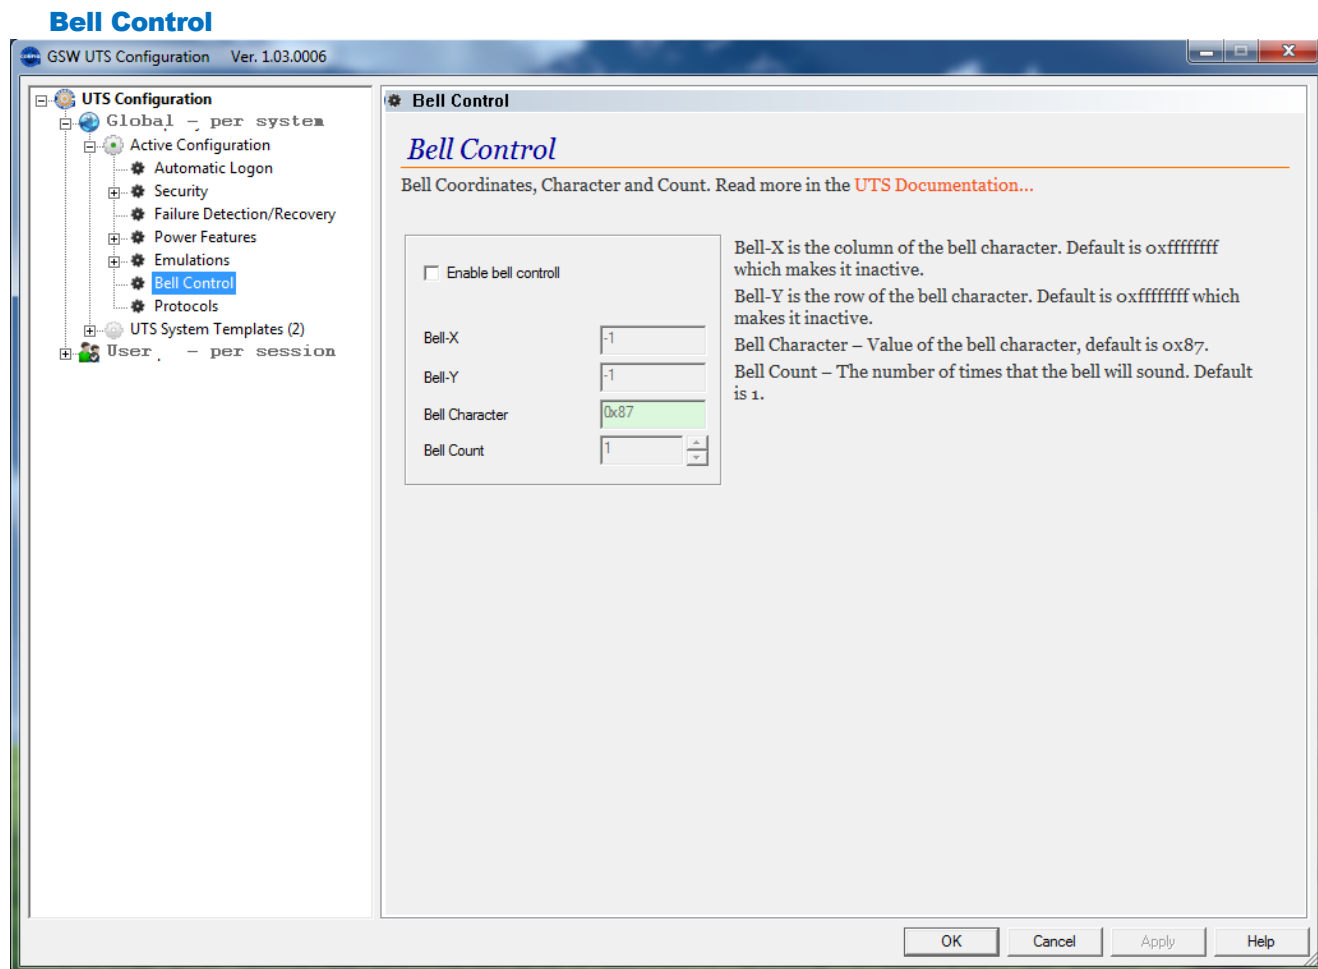 Bell Control
GSW UTS Configuration Ver. 1.03.0006
UTS Configuration
Global - per system
Active Configuration
Automatic Logon
Security
Failure Detection/Recovery
Power Features
Emulations
Bell Control
Protocols
UTS System Templates (2)
User - per session
Bell Control
Bell Control
Bell Coordinates, Character and Count. Read more in the UTS Documentation...
Enable bell controll
Bell-X -1
Bell-Y -1
Bell Character 0x87
Bell Count 1
Bell-X is the column of the bell character. Default is 0xffffffff
which makes it inactive.
Bell-Y is the row of the bell character. Default is 0xffffffff which
makes it inactive.
Bell Character – Value of the bell character, default is 0x87.
Bell Count – The number of times that the bell will sound. Default
is 1.
OK Cancel Apply Help